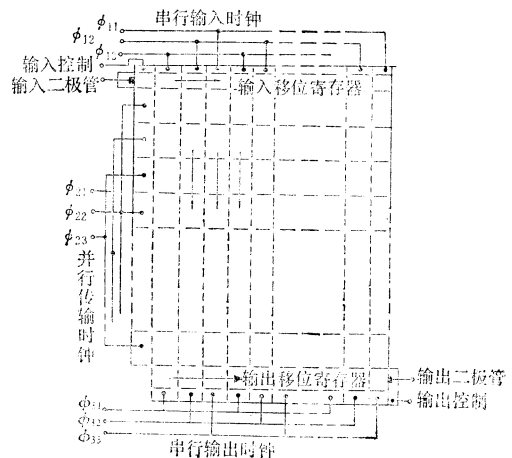 ϕ11
串行输入时钟
ϕ12
ϕ13
输入控制
输入二极管
输入移位寄存器
ϕ21
ϕ22
ϕ23
并行传输时钟
输出移位寄存器
输出二极管
输出控制
ϕ31
ϕ32
ϕ33
串行输出时钟